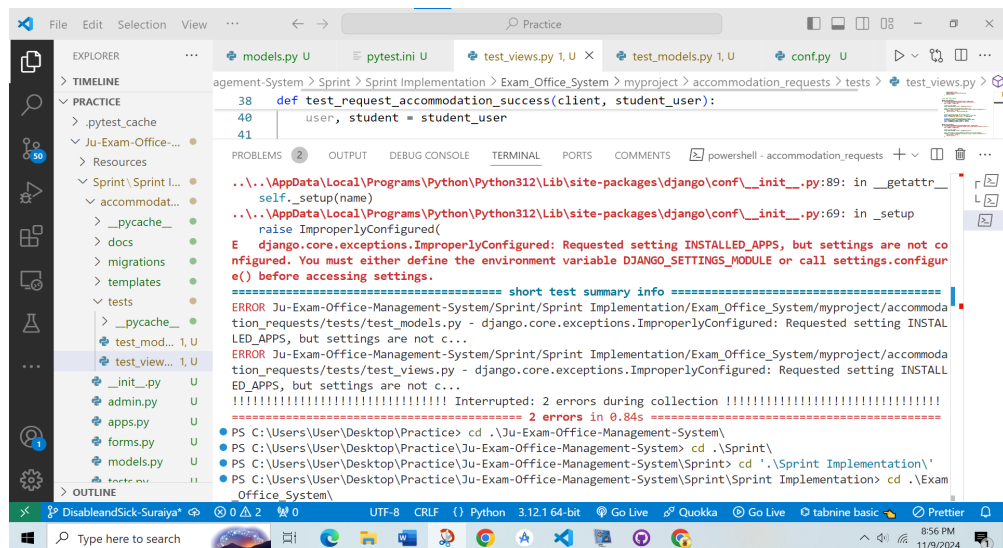 File Edit Selection View ... Practice
EXPLORER ...
TIMELINE
PRACTICE
.pytest_cache
Ju-Exam-Office-...
Resources
Sprint\Sprint I...
accommodat...
__pycache__
docs
migrations
templates
tests
__pycache__
test_mod... 1, U
test_view... 1, U
__init__.py U
admin.py U
apps.py U
forms.py U
models.py U
tests.py U
OUTLINE
50
1
models.py U pytest.ini U test_views.py 1, U test_models.py 1, U conf.py U ...
agement-System > Sprint > Sprint Implementation > Exam_Office_System > myproject > accommodation_requests > tests > test_views.py >
38 def test_request_accommodation_success(client, student_user):
40 user, student = student_user
41
PROBLEMS 2 OUTPUT DEBUG CONSOLE TERMINAL PORTS COMMENTS powershell - accommodation_requests ...
..\..\AppData\Local\Programs\Python\Python312\Lib\site-packages\django\conf\__init__.py:89: in __getattr__
self._setup(name)
..\..\AppData\Local\Programs\Python\Python312\Lib\site-packages\django\conf\__init__.py:69: in _setup
raise ImproperlyConfigured(
E django.core.exceptions.ImproperlyConfigured: Requested setting INSTALLED_APPS, but settings are not co
nfigured. You must either define the environment variable DJANGO_SETTINGS_MODULE or call settings.configur
e() before accessing settings.
======================================== short test summary info ========================================
ERROR Ju-Exam-Office-Management-System/Sprint/Sprint Implementation/Exam_Office_System/myproject/accommoda
tion_requests/tests/test_models.py - django.core.exceptions.ImproperlyConfigured: Requested setting INSTAL
LED_APPS, but settings are not c...
ERROR Ju-Exam-Office-Management-System/Sprint/Sprint Implementation/Exam_Office_System/myproject/accommoda
tion_requests/tests/test_views.py - django.core.exceptions.ImproperlyConfigured: Requested setting INSTALL
ED_APPS, but settings are not c...
!!!!!!!!!!!!!!!!!!!!!!!!!!!!!!!! Interrupted: 2 errors during collection !!!!!!!!!!!!!!!!!!!!!!!!!!!!!!!!
=========================================== 2 errors in 0.84s ===========================================
PS C:\Users\User\Desktop\Practice> cd .\Ju-Exam-Office-Management-System\
PS C:\Users\User\Desktop\Practice\Ju-Exam-Office-Management-System> cd .\Sprint\
PS C:\Users\User\Desktop\Practice\Ju-Exam-Office-Management-System\Sprint> cd '.\Sprint Implementation\'
PS C:\Users\User\Desktop\Practice\Ju-Exam-Office-Management-System\Sprint\Sprint Implementation> cd .\Exam
_Office_System\
DisableandSick-Suraiya* 0 2 0 UTF-8 CRLF {} Python 3.12.1 64-bit Go Live Quokka Go Live tabnine basic Prettier
Type here to search
8:56 PM
11/9/2024